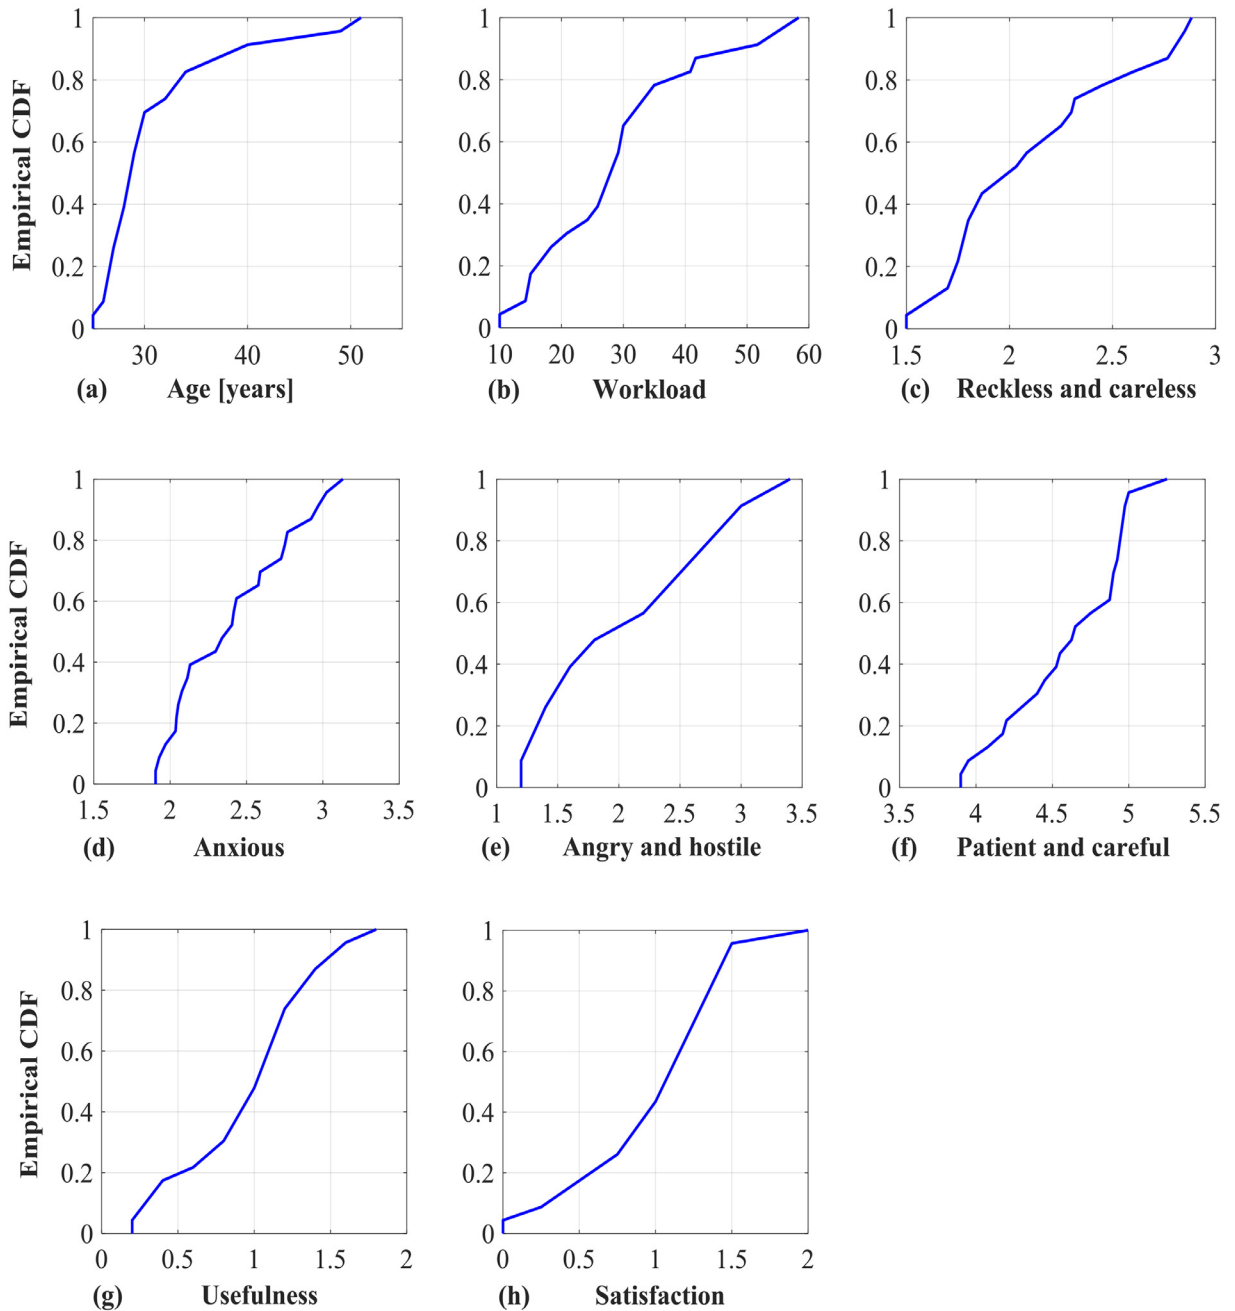 Empirical CDF
1
0.8
0.6
0.4
0.2
0
30 40 50
(a) Age [years]
1
0.8
0.6
0.4
0.2
0
10 20 30 40 50 60
(b) Workload
1
0.8
0.6
0.4
0.2
0
1.5 2 2.5 3
(c) Reckless and careless
Empirical CDF
1
0.8
0.6
0.4
0.2
0
1.5 2 2.5 3 3.5
(d) Anxious
1
0.8
0.6
0.4
0.2
0
1 1.5 2 2.5 3 3.5
(e) Angry and hostile
1
0.8
0.6
0.4
0.2
0
3.5 4 4.5 5 5.5
(f) Patient and careful
Empirical CDF
1
0.8
0.6
0.4
0.2
0
0 0.5 1 1.5 2
(g) Usefulness
1
0.8
0.6
0.4
0.2
0
0 0.5 1 1.5 2
(h) Satisfaction